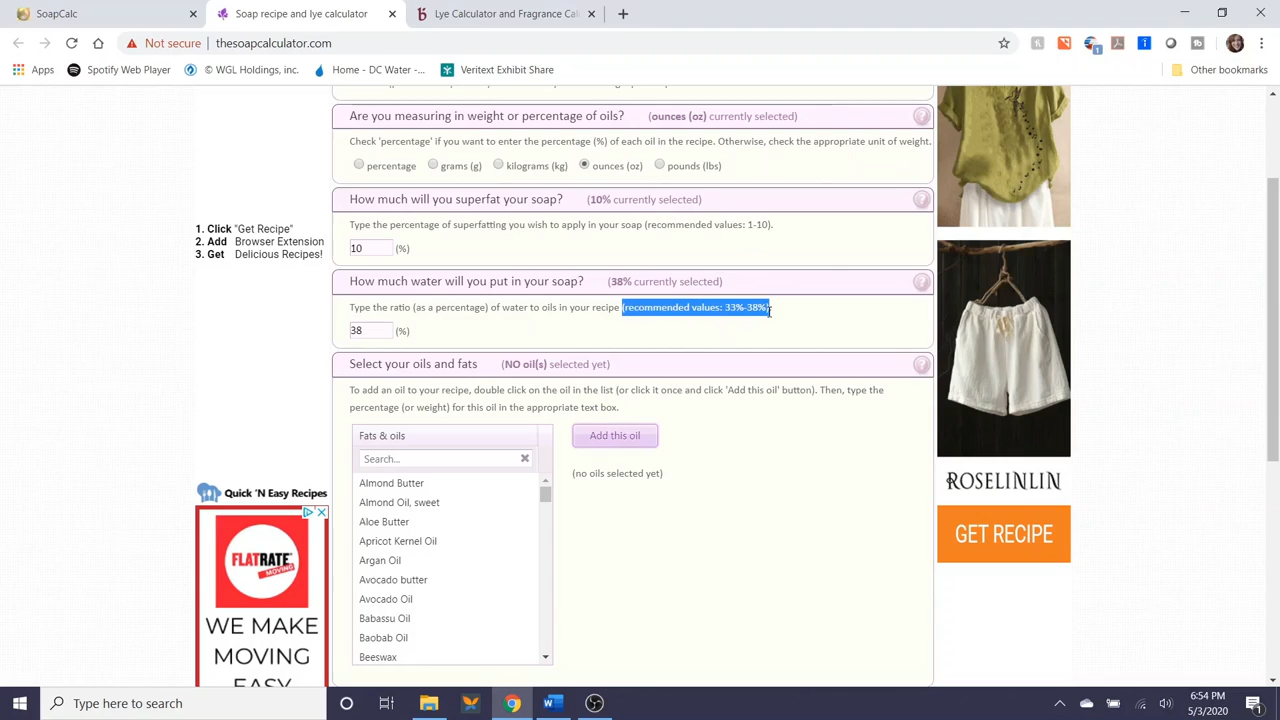 SoapCalc
Soap recipe and lye calculator
Lye Calculator and Fragrance Cal
Not secure
thesoapcalculator.com
Apps
Spotify Web Player
© WGL Holdings, inc.
Home - DC Water -...
Veritext Exhibit Share
Other bookmarks
Are you measuring in weight or percentage of oils? (ounces (oz) currently selected)
Check 'percentage' if you want to enter the percentage (%) of each oil in the recipe. Otherwise, check the appropriate unit of weight.
percentage grams (g) kilograms (kg) ounces (oz) pounds (lbs)
How much will you superfat your soap? (10% currently selected)
Type the percentage of superfatting you wish to apply in your soap (recommended values: 1-10).
10 (%)
How much water will you put in your soap? (38% currently selected)
Type the ratio (as a percentage) of water to oils in your recipe (recommended values: 33%-38%)
38 (%)
Select your oils and fats (NO oil(s) selected yet)
To add an oil to your recipe, double click on the oil in the list (or click it once and click 'Add this oil' button). Then, type the
percentage (or weight) for this oil in the appropriate text box.
Fats & oils
Search...
Add this oil
(no oils selected yet)
Almond Butter
Almond Oil, sweet
Aloe Butter
Apricot Kernel Oil
Argan Oil
Avocado butter
Avocado Oil
Babassu Oil
Baobab Oil
Beeswax
1. Click "Get Recipe"
2. Add Browser Extension
3. Get Delicious Recipes!
Quick 'N Easy Recipes
FLATRATE
MOVING
WE MAKE
MOVING
EASY
ROSELINLIN
GET RECIPE
Type here to search
6:54 PM
5/3/2020